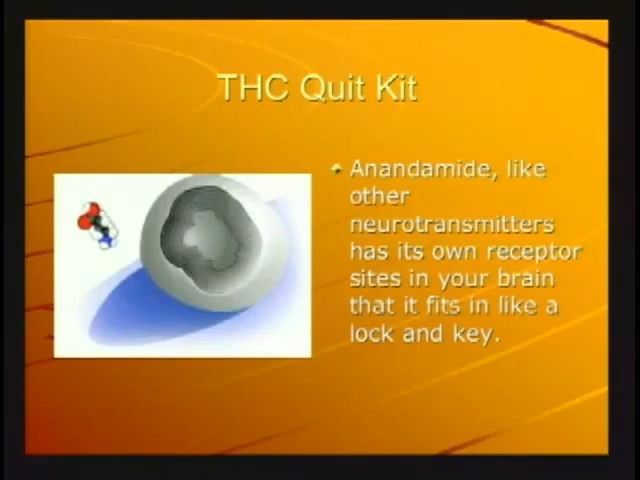 THC Quit Kit
Anandamide, like
other
neurotransmitters
has its own receptor
sites in your brain
that it fits in like a
lock and key.